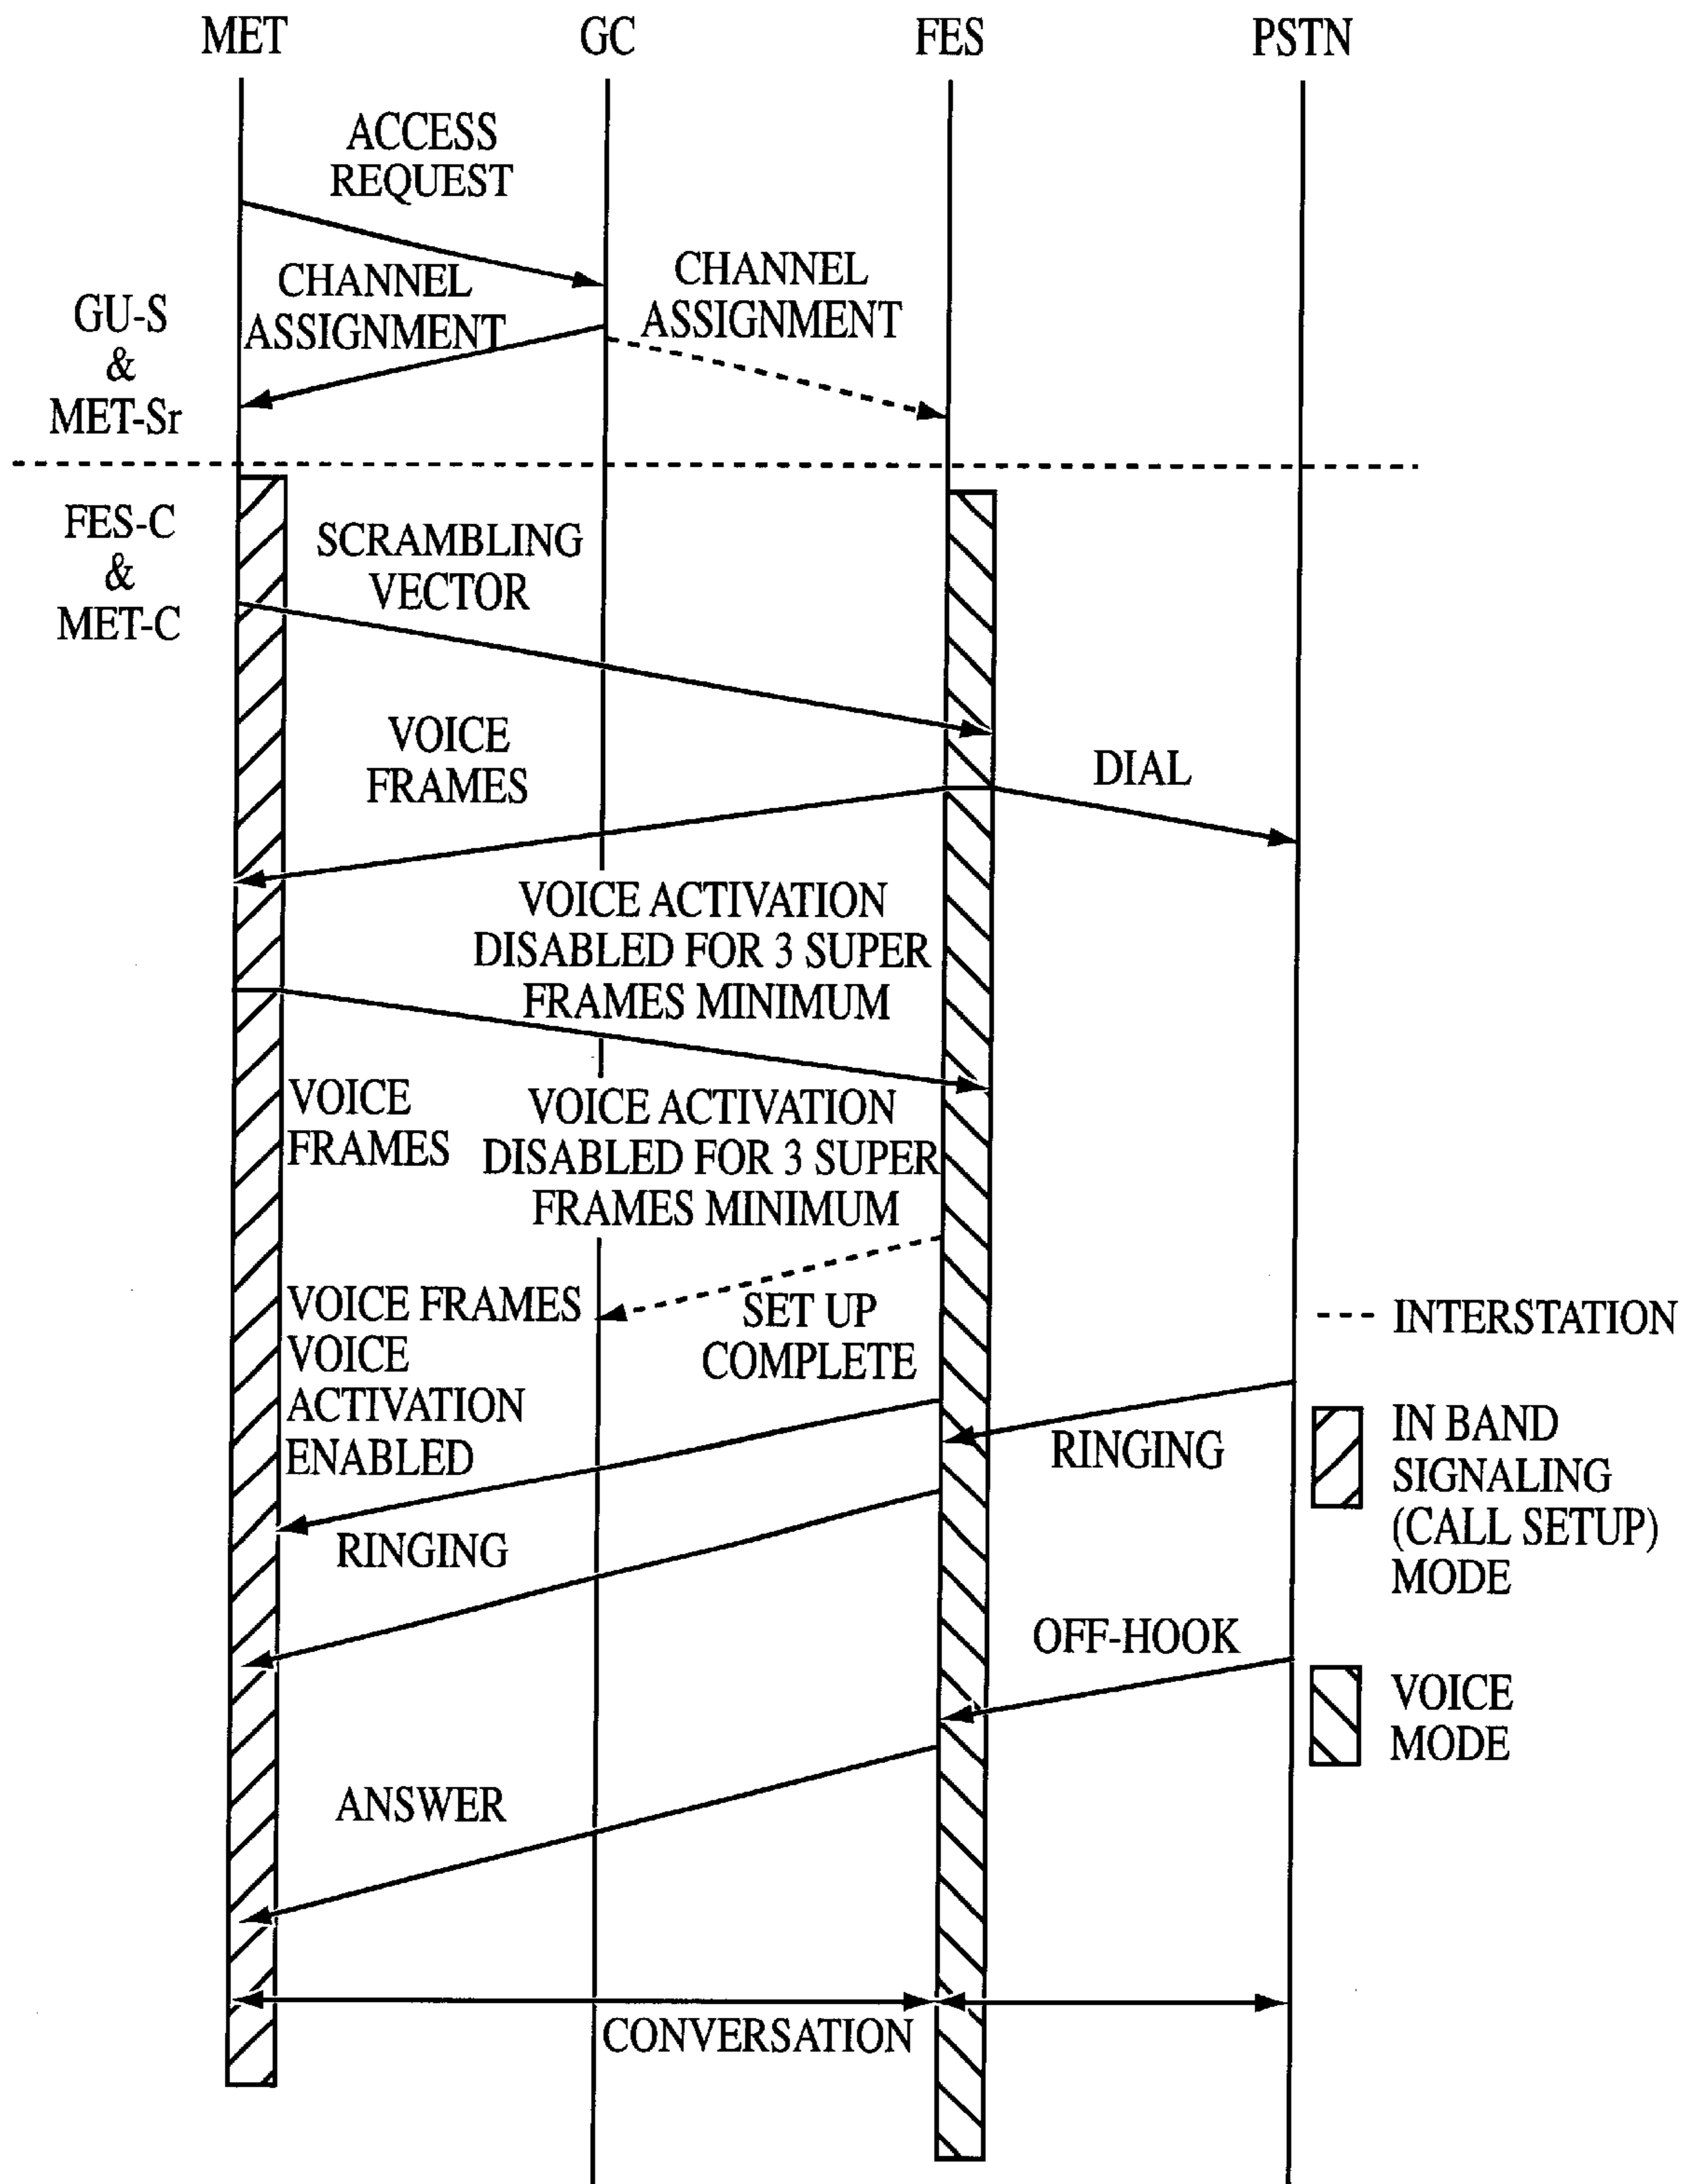 MET
GC
FES
PSTN
ACCESS
REQUEST
CHANNEL
ASSIGNMENT
CHANNEL
ASSIGNMENT
GU-S
&
MET-Sr
FES-C
&
MET-C
SCRAMBLING
VECTOR
VOICE
FRAMES
DIAL
VOICE ACTIVATION
DISABLED FOR 3 SUPER
FRAMES MINIMUM
VOICE
FRAMES
VOICE ACTIVATION
DISABLED FOR 3 SUPER
FRAMES MINIMUM
VOICE FRAMES
VOICE
ACTIVATION
ENABLED
SET UP
COMPLETE
INTERSTATION
RINGING
IN BAND
SIGNALING
(CALL SETUP)
MODE
RINGING
OFF-HOOK
VOICE
MODE
ANSWER
CONVERSATION